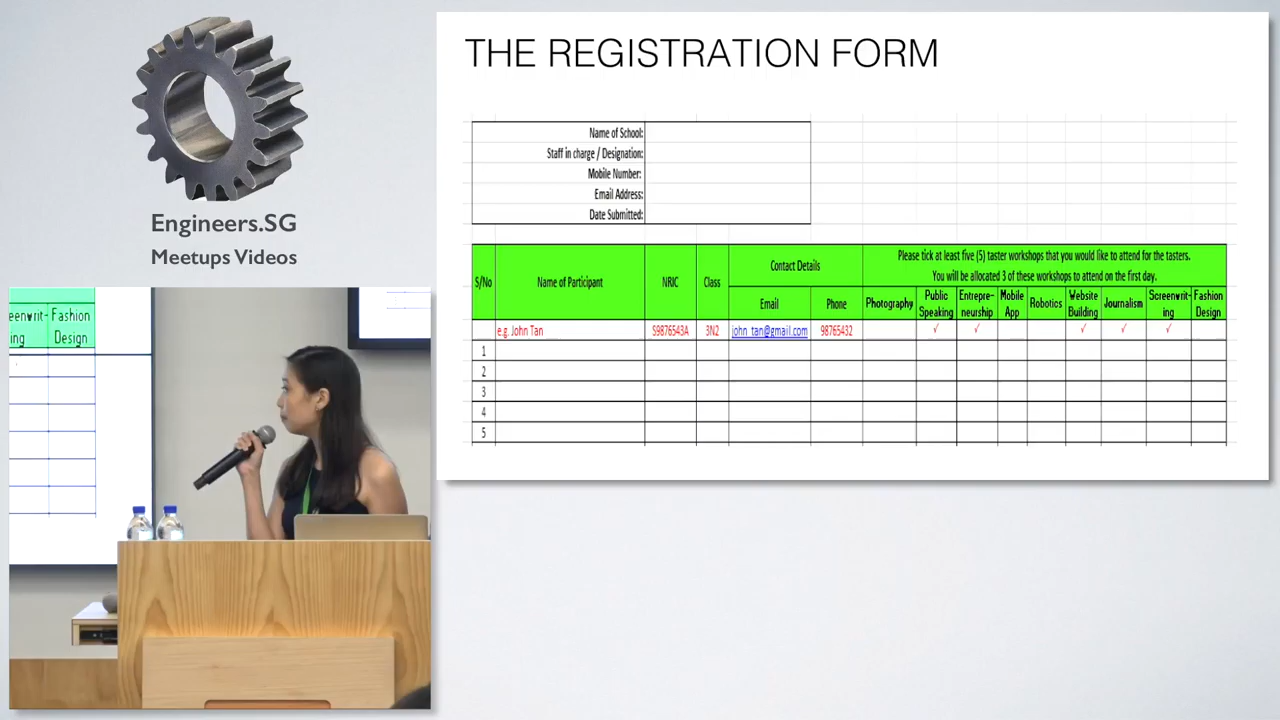 Engineers.SG
Meetups Videos
eenwrit-
ing
Fashion
Design
THE REGISTRATION FORM
Name of School:
Staff in charge / Designation:
Mobile Number:
Email Address:
Date Submitted:
S/No
Name of Participant
NRIC
Class
Contact Details
Email
Phone
Please tick at least five (5) taster workshops that you would like to attend for the tasters.
You will be allocated 3 of these workshops to attend on the first day.
Photography
Public
Speaking
Entrepre-
neurship
Mobile
App
Robotics
Website
Building
Journalism
Screenwrit-
ing
Fashion
Design
e.g. John Tan S9876543A 3N2 john_tan@gmail.com 98765432 ✓ ✓ ✓ ✓ ✓
1
2
3
4
5